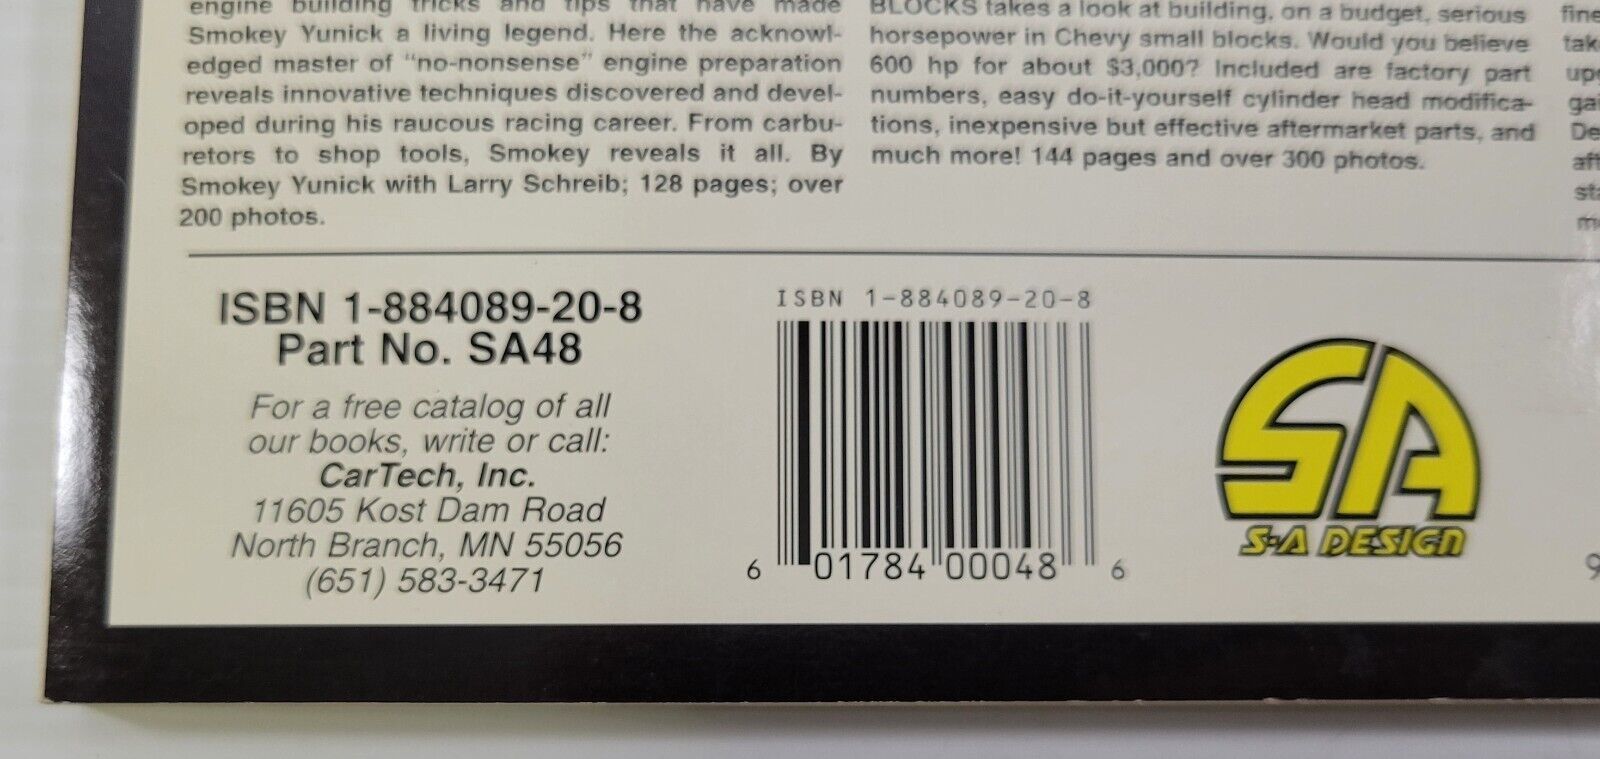 engine building tricks and tips that have made
Smokey Yunick a living legend. Here the acknowl-
edged master of "no-nonsense" engine preparation
reveals innovative techniques discovered and devel-
oped during his raucous racing career. From carbu-
retors to shop tools, Smokey reveals it all. By
Smokey Yunick with Larry Schreib; 128 pages; over
200 photos.
BLOCKS takes a look at building, on a budget, serious
horsepower in Chevy small blocks. Would you believe
600 hp for about $3,000? Included are factory part
numbers, easy do-it-yourself cylinder head modifica-
tions, inexpensive but effective aftermarket parts, and
much more! 144 pages and over 300 photos.
ISBN 1-884089-20-8
Part No. SA48
For a free catalog of all
our books, write or call:
CarTech, Inc.
11605 Kost Dam Road
North Branch, MN 55056
(651) 583-3471
ISBN 1-884089-20-8
6 01784 00048 6
SA
S-A DESIGN